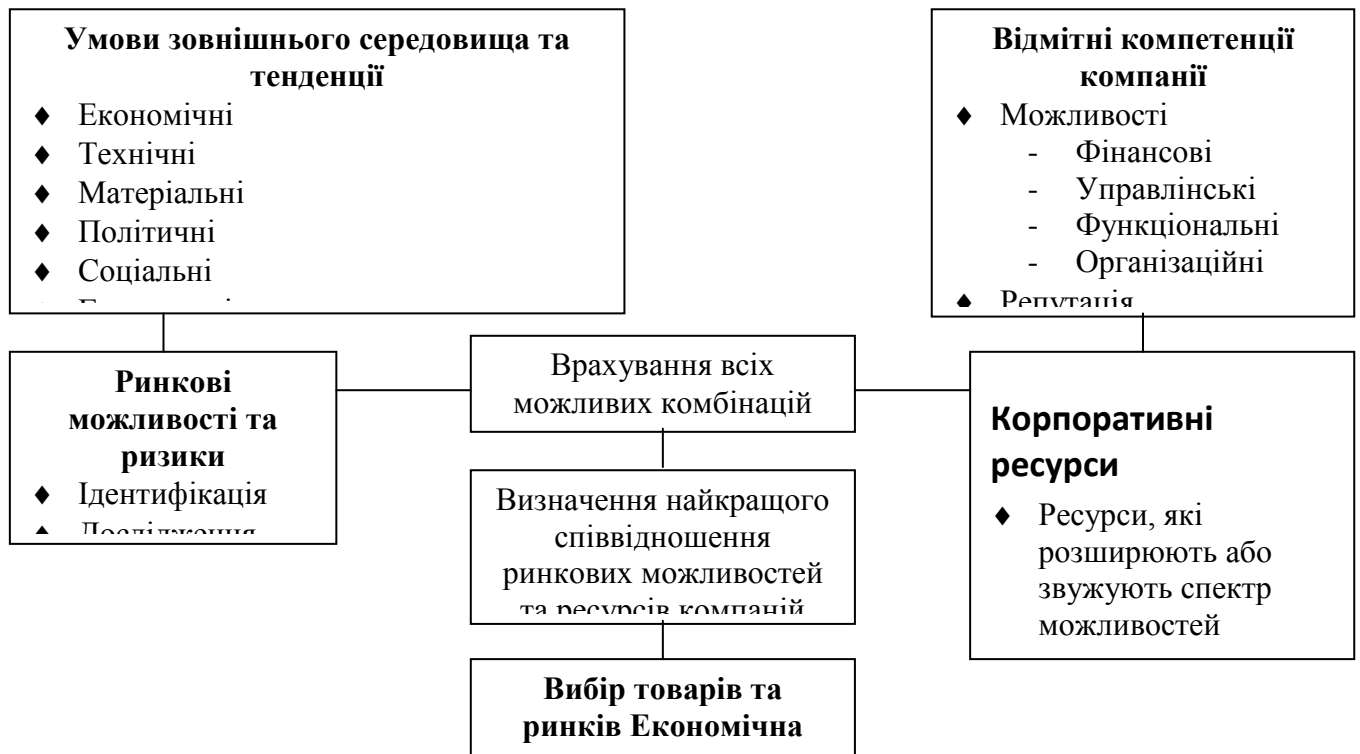 Умови зовнішнього середовища та
тенденції
♦ Економічні
♦ Технічні
♦ Матеріальні
♦ Політичні
♦ Соціальні
Відмітні компетенції
компанії
♦ Можливості
- Фінансові
- Управлінські
- Функціональні
- Організаційні
♦ Репутація
Ринкові
можливості та
ризики
♦ Ідентифікація
♦ Дослідження
Врахування всіх
можливих комбінацій
Визначення найкращого
співвідношення
ринкових можливостей
та ресурсів компаній
Корпоративні
ресурси
♦ Ресурси, які
розширюють або
звужують спектр
можливостей
Вибір товарів та
ринків Економічна